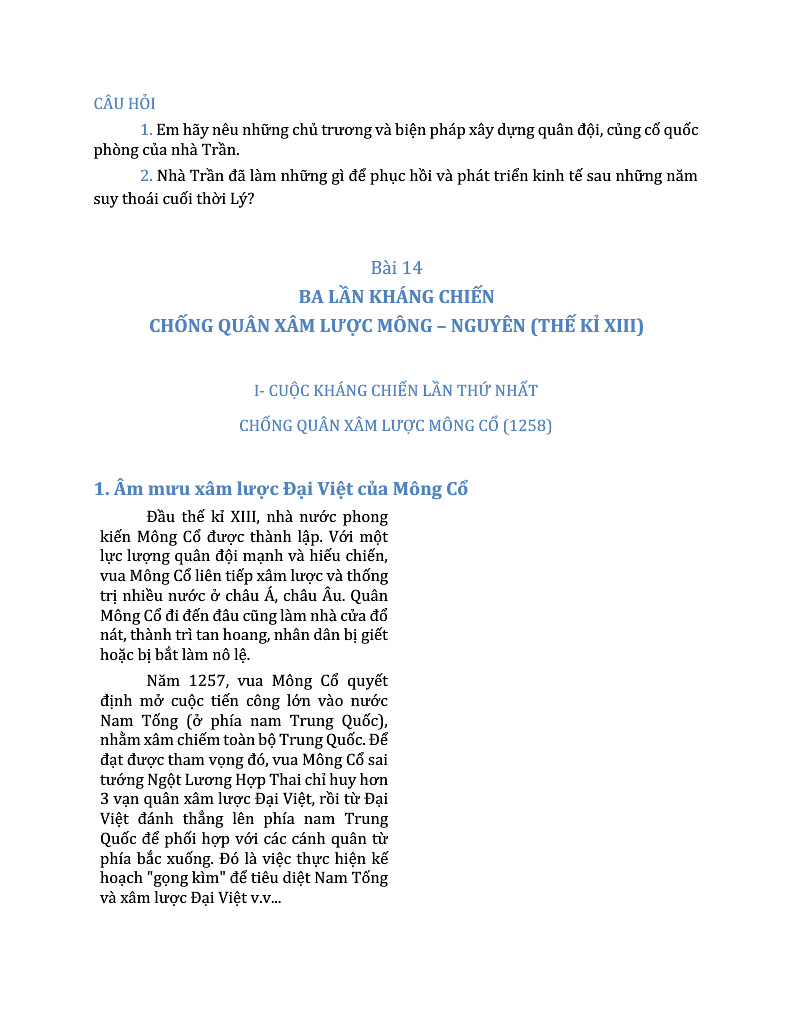 CÂU HỎI
1. Em hãy nêu những chủ trương và biện pháp xây dựng quân đội, củng cố quốc
phòng của nhà Trần.
2. Nhà Trần đã làm những gì để phục hồi và phát triển kinh tế sau những năm
suy thoái cuối thời Lý?
Bài 14
BA LẦN KHÁNG CHIẾN
CHỐNG QUÂN XÂM LƯỢC MÔNG – NGUYÊN (THẾ KỈ XIII)
I- CUỘC KHÁNG CHIẾN LẦN THỨ NHẤT
CHỐNG QUÂN XÂM LƯỢC MÔNG CỔ (1258)
1. Âm mưu xâm lược Đại Việt của Mông Cổ
Đầu thế kỉ XIII, nhà nước phong
kiến Mông Cổ được thành lập. Với một
lực lượng quân đội mạnh và hiếu chiến,
vua Mông Cổ liên tiếp xâm lược và thống
trị nhiều nước ở châu Á, châu Âu. Quân
Mông Cổ đi đến đâu cũng làm nhà cửa đổ
nát, thành trì tan hoang, nhân dân bị giết
hoặc bị bắt làm nô lệ.
Năm 1257, vua Mông Cổ quyết
định mở cuộc tiến công lớn vào nước
Nam Tống (ở phía nam Trung Quốc),
nhằm xâm chiếm toàn bộ Trung Quốc. Để
đạt được tham vọng đó, vua Mông Cổ sai
tướng Ngột Lương Hợp Thai chỉ huy hơn
3 vạn quân xâm lược Đại Việt, rồi từ Đại
Việt đánh thẳng lên phía nam Trung
Quốc để phối hợp với các cánh quân từ
phía bắc xuống. Đó là việc thực hiện kế
hoạch "gọng kìm" để tiêu diệt Nam Tống
và xâm lược Đại Việt v.v...